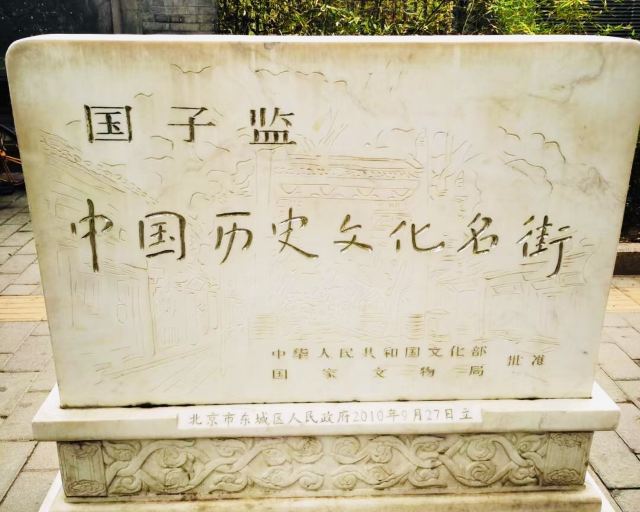 国子监
中国历史文化名街
中华人民共和国文化部
国家文物局
批准
北京市东城区人民政府2010年9月27日立